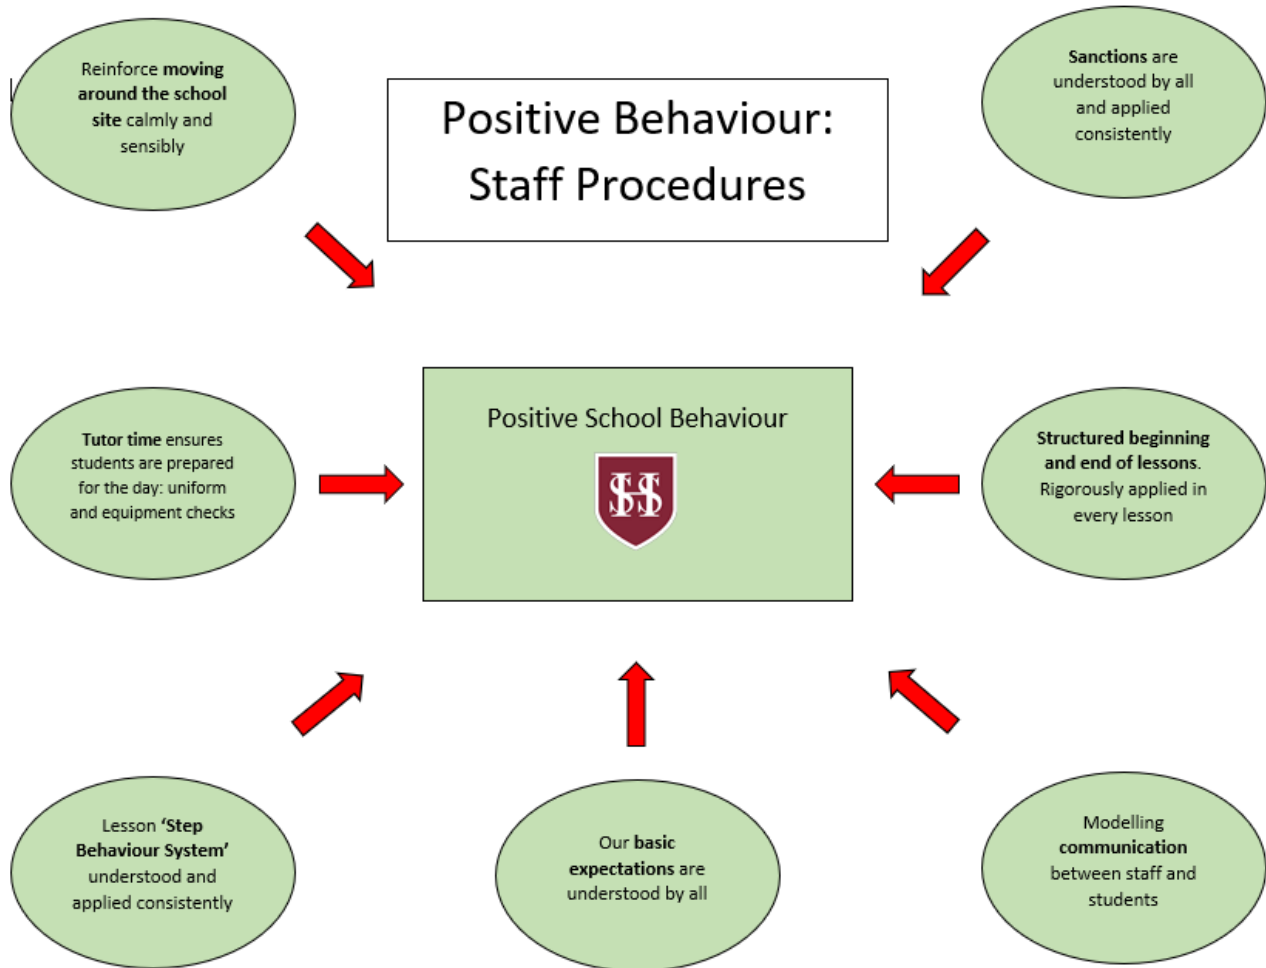 Reinforce moving
around the school
site calmly and
sensibly
Positive Behaviour:
Staff Procedures
Sanctions are
understood by all
and applied
consistently
Tutor time ensures
students are prepared
for the day: uniform
and equipment checks
Positive School Behaviour
Structured beginning
and end of lessons.
Rigorously applied in
every lesson
Lesson ‘Step
Behaviour System’
understood and
applied consistently
Our basic
expectations are
understood by all
Modelling
communication
between staff and
students